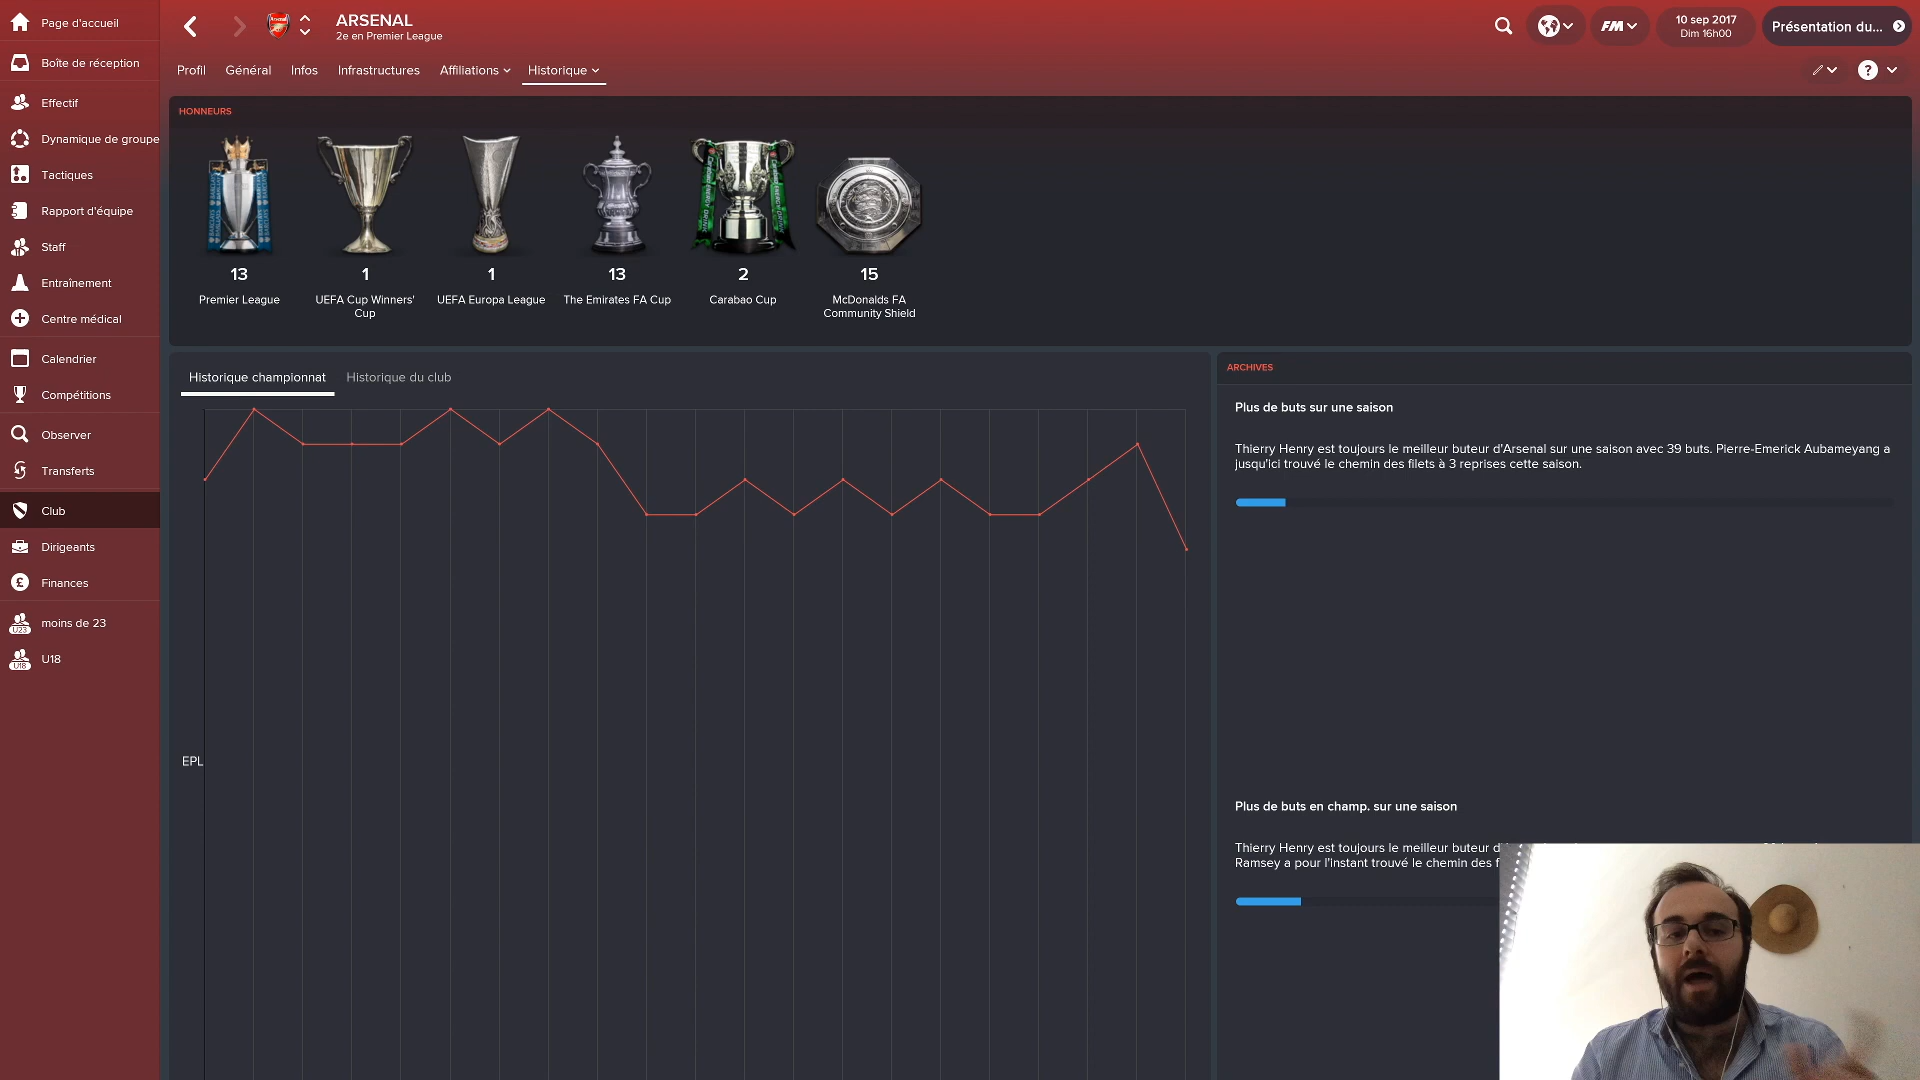 Page d'accueil
Boîte de réception
Effectif
Dynamique de groupe
Tactiques
Rapport d'équipe
Staff
Entraînement
Centre médical
Calendrier
Compétitions
Observer
Transferts
Club
Dirigeants
Finances
moins de 23
U18
ARSENAL
2e en Premier League
FM
10 sep 2017
Dim 16h00
Présentation du...
Profil
Général
Infos
Infrastructures
Affiliations
Historique
?
HONNEURS
13
Premier League
1
UEFA Cup Winners'
Cup
1
UEFA Europa League
13
The Emirates FA Cup
2
Carabao Cup
15
McDonalds FA
Community Shield
Historique championnat
Historique du club
EPL
ARCHIVES
Plus de buts sur une saison
Thierry Henry est toujours le meilleur buteur d'Arsenal sur une saison avec 39 buts. Pierre-Emerick Aubameyang a
jusqu'ici trouvé le chemin des filets à 3 reprises cette saison.
Plus de buts en champ. sur une saison
Thierry Henry est toujours le meilleur buteur
Ramsey a pour l'instant trouvé le chemin des